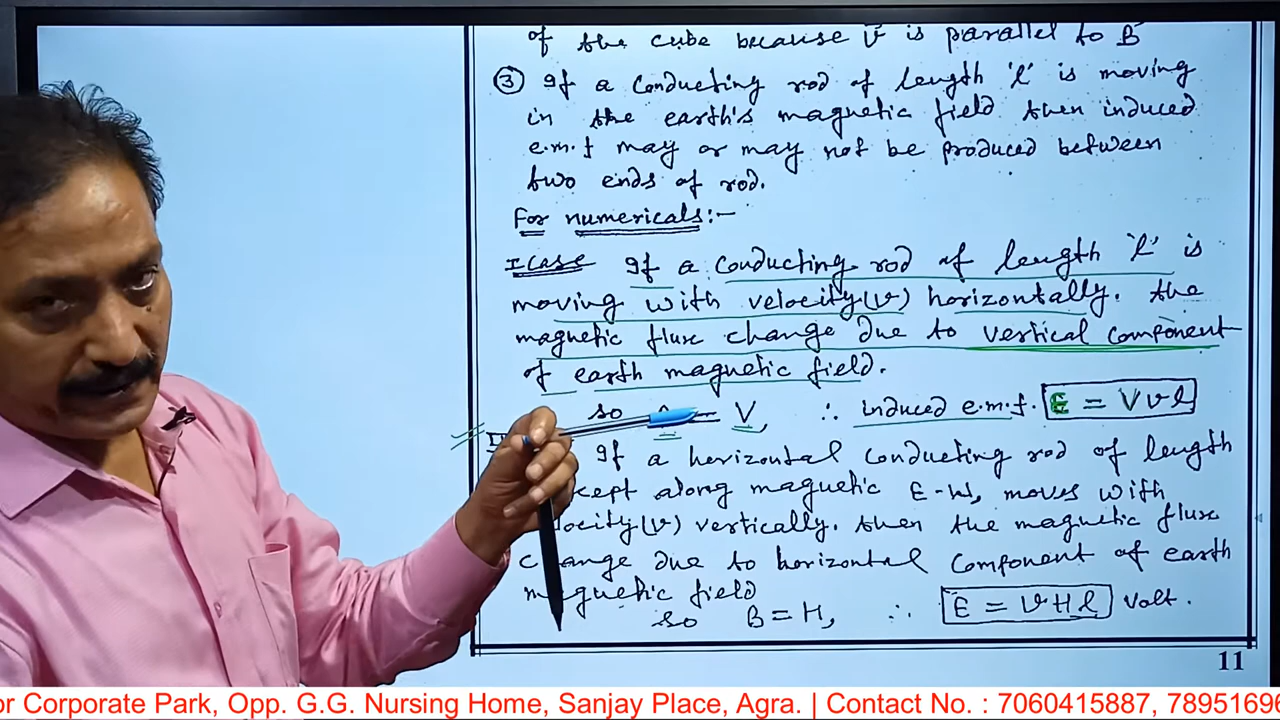 of the cube because v̄ is parallel to B̄
③ If a conducting rod of length 'l' is moving
in the earth's magnetic field then induced
e.m.f may or may not be produced between
two ends of rod.
For numericals:-
I case If a conducting rod of length 'l' is
moving with velocity(v) horizontally. the
magnetic flux change due to vertical component
of earth magnetic field.
so V, ∴ induced e.m.f. E = Vvl
If a horizontal conducting rod of length
kept along magnetic E-W, moves with
(v) vertically. then the magnetic flux
change due to horizontal component of earth
magnetic field
so B = H, ∴ E = vHl Volt.
11
or Corporate Park, Opp. G.G. Nursing Home, Sanjay Place, Agra. | Contact No. : 7060415887, 78951696